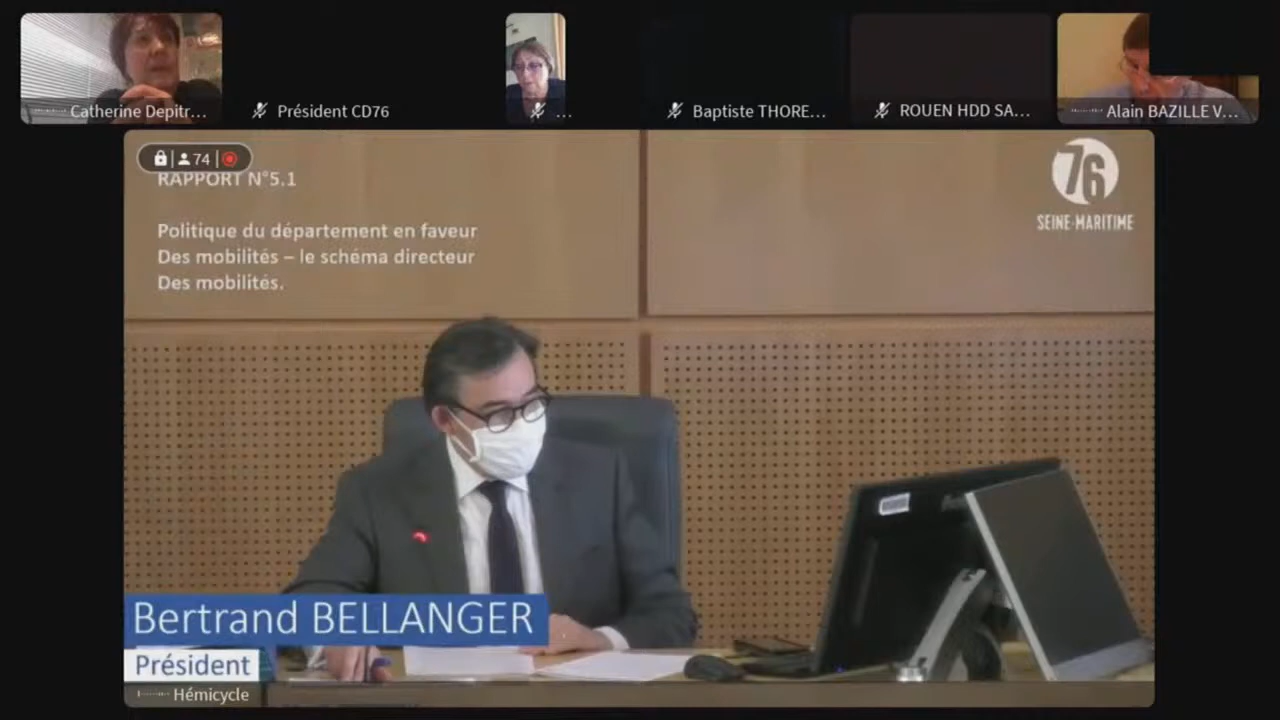 Catherine Depitr...
Président CD76
...
Baptiste THORE...
ROUEN HDD SA...
Alain BAZILLE V...
74
RAPPORT N°5.1
Politique du département en faveur
Des mobilités – le schéma directeur
Des mobilités.
76
SEINE-MARITIME
Bertrand BELLANGER
Président
Hémicycle